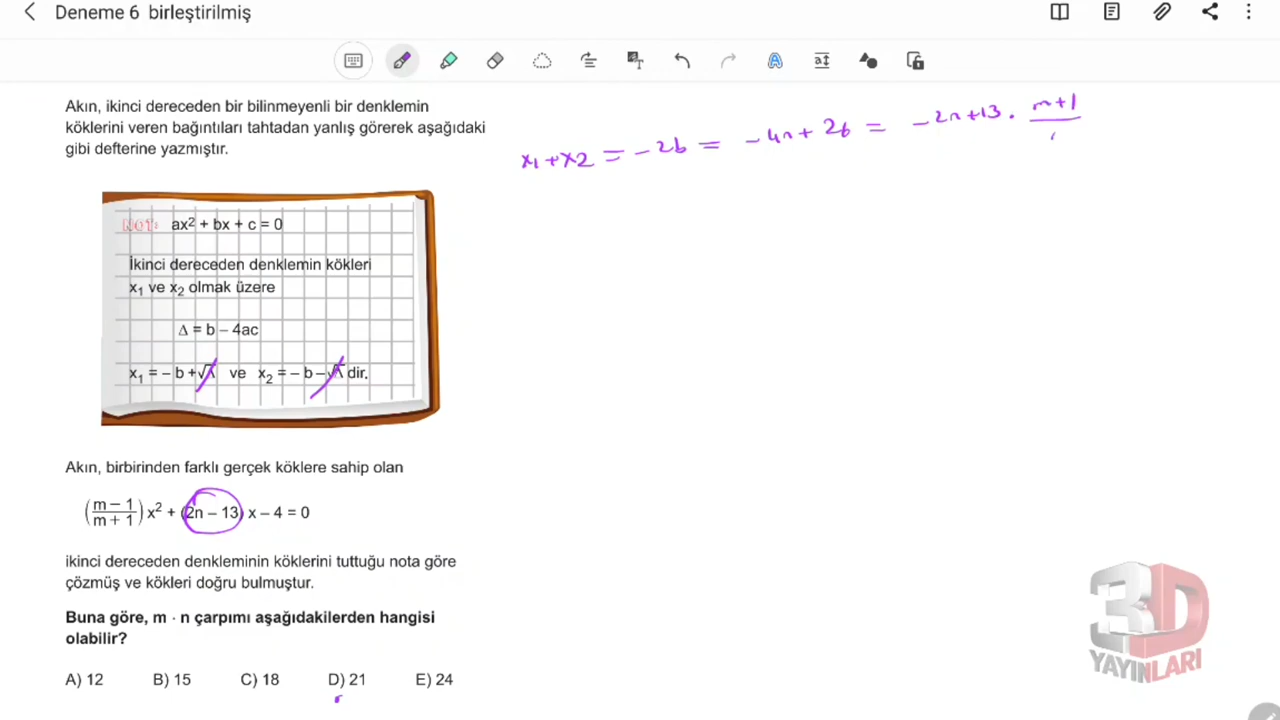 Deneme 6 birleştirilmiş
Akın, ikinci dereceden bir bilinmeyenli bir denklemin
köklerini veren bağıntıları tahtadan yanlış görerek aşağıdaki
gibi defterine yazmıştır.
x₁+x2 = -2b = -4n+26 = -2n+13 . m+1
NOT: ax² + bx + c = 0
İkinci dereceden denklemin kökleri
x₁ ve x₂ olmak üzere
Δ = b – 4ac
x₁ = – b + √Δ ve x₂ = – b – √Δ dir.
Akın, birbirinden farklı gerçek köklere sahip olan
(m – 1 / m + 1) x² + (2n – 13) x – 4 = 0
ikinci dereceden denkleminin köklerini tuttuğu nota göre
çözmüş ve kökleri doğru bulmuştur.
Buna göre, m · n çarpımı aşağıdakilerden hangisi
olabilir?
A) 12 B) 15 C) 18 D) 21 E) 24
3D
YAYINLARI